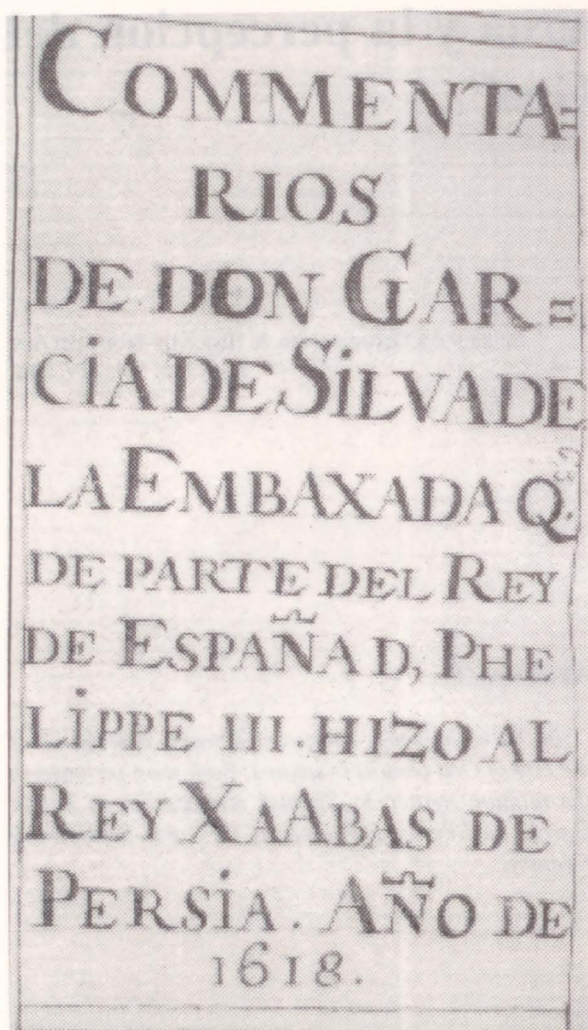 COMMENTA=
RIOS
DE DON GAR=
CIA DE SILVA DE
LA EMBAXADA Q.
DE PARTE DEL REY
DE ESPAÑA D, PHE
LIPPE III. HIZO AL
REY XAABAS DE
PERSIA. AÑO DE
1618.